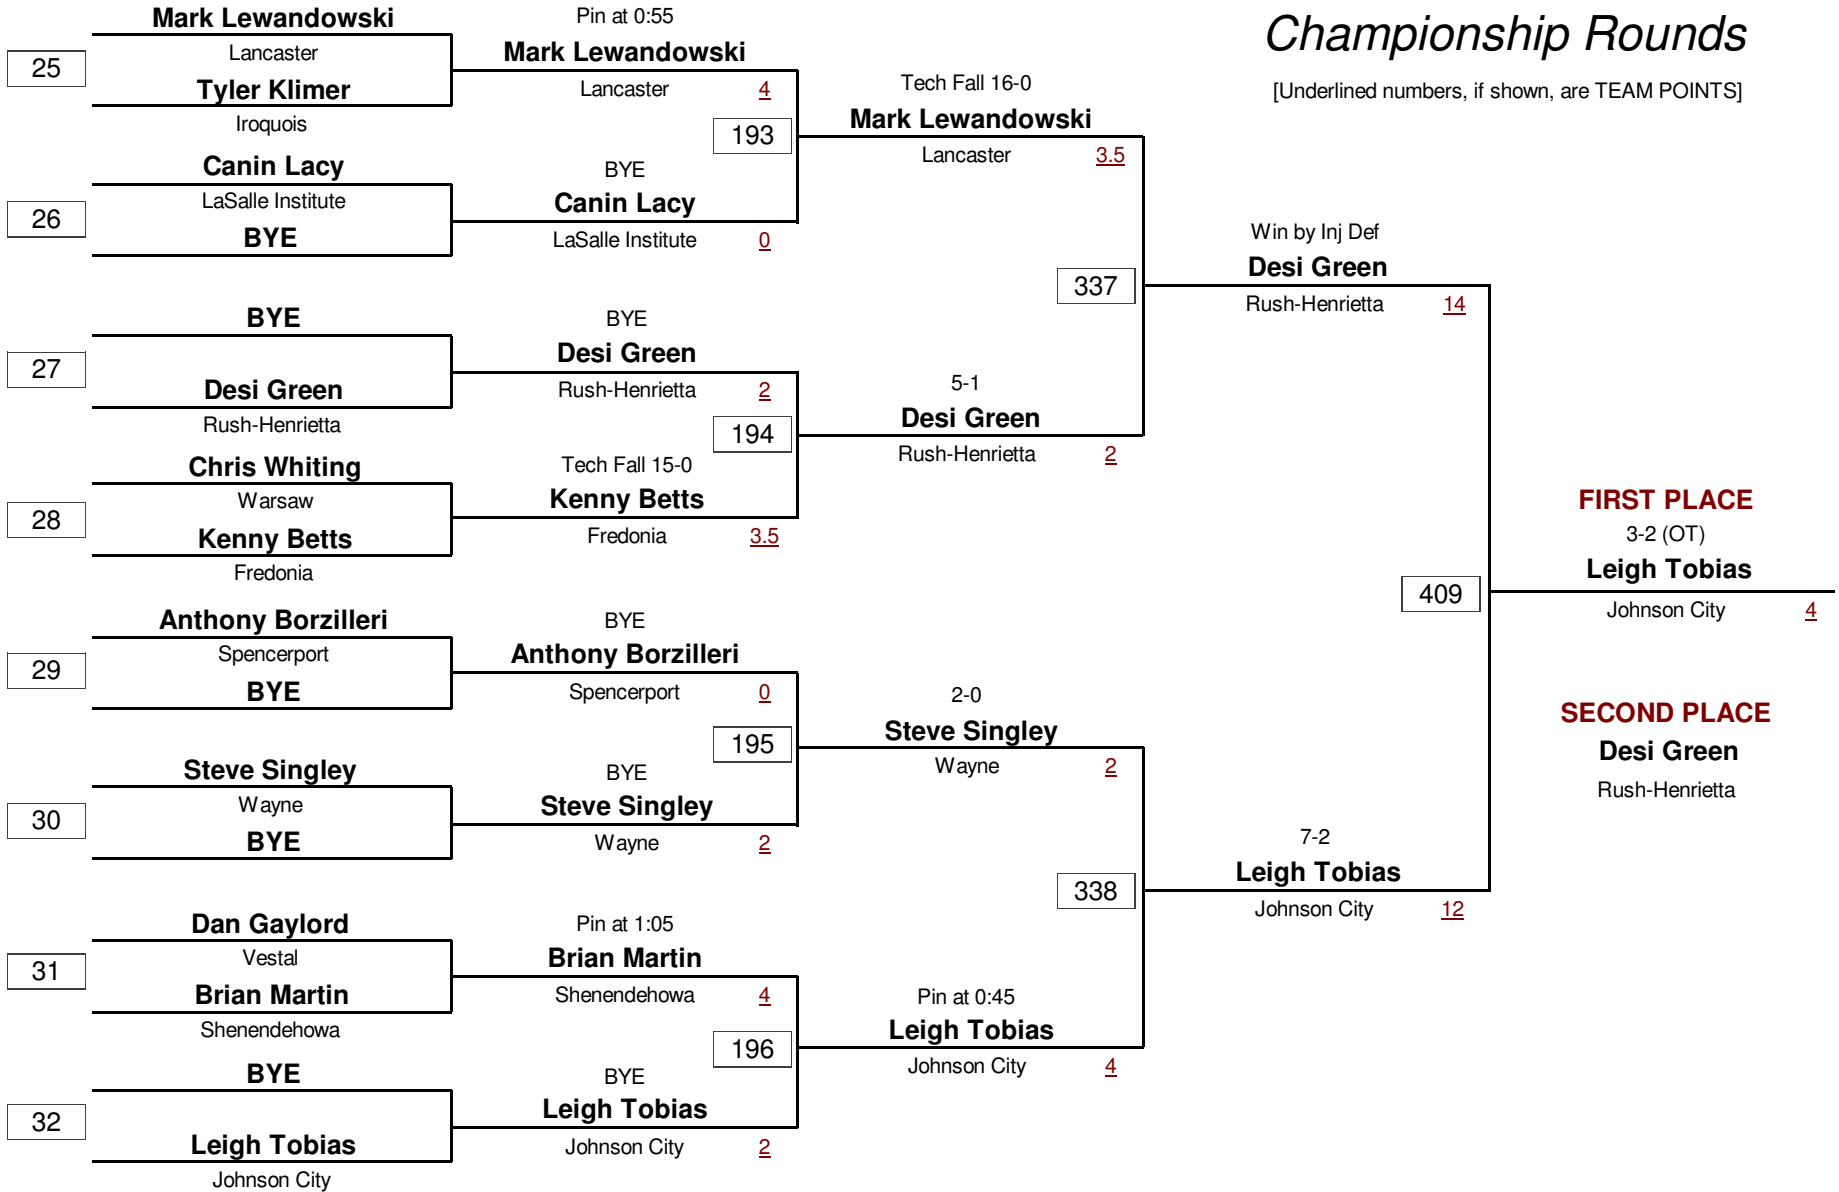 Championship Rounds
[Underlined numbers, if shown, are TEAM POINTS]
Mark Lewandowski
Lancaster
25
Tyler Klimer
Iroquois
Canin Lacy
LaSalle Institute
26
BYE
BYE
27
Desi Green
Rush-Henrietta
Chris Whiting
Warsaw
28
Kenny Betts
Fredonia
Anthony Borzilleri
Spencerport
29
BYE
Steve Singley
Wayne
30
BYE
Dan Gaylord
Vestal
31
Brian Martin
Shenendehowa
BYE
32
Leigh Tobias
Johnson City
Pin at 0:55
Mark Lewandowski
Lancaster 4
193
BYE
Canin Lacy
LaSalle Institute 0
BYE
Desi Green
Rush-Henrietta 2
194
Tech Fall 15-0
Kenny Betts
Fredonia 3.5
BYE
Anthony Borzilleri
Spencerport 0
195
BYE
Steve Singley
Wayne 2
Pin at 1:05
Brian Martin
Shenendehowa 4
196
BYE
Leigh Tobias
Johnson City 2
Tech Fall 16-0
Mark Lewandowski
Lancaster 3.5
337
5-1
Desi Green
Rush-Henrietta 2
2-0
Steve Singley
Wayne 2
338
Pin at 0:45
Leigh Tobias
Johnson City 4
Win by Inj Def
Desi Green
Rush-Henrietta 14
409
7-2
Leigh Tobias
Johnson City 12
FIRST PLACE
3-2 (OT)
Leigh Tobias
Johnson City 4
SECOND PLACE
Desi Green
Rush-Henrietta